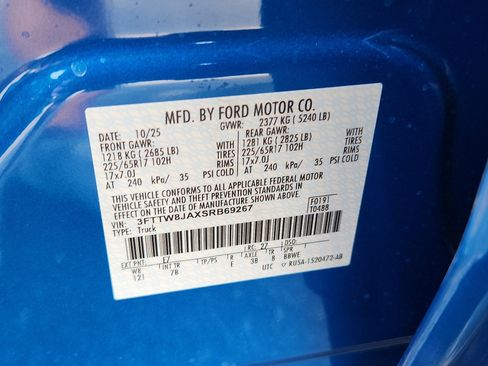 MFD. BY FORD MOTOR CO.
DATE: 10/25 GVWR: 2377 KG ( 5240 LB)
FRONT GAWR: REAR GAWR:
1218 KG ( 2685 LB) WITH 1281 KG ( 2825 LB) WITH
225/65R17 102H TIRES 225/65R17 102H TIRES
17x7.0J RIMS 17x7.0J RIMS
AT 240 kPa/ 35 PSI COLD AT 240 kPa/ 35 PSI COLD
THIS VEHICLE CONFORMS TO ALL APPLICABLE FEDERAL MOTOR
VEHICLE SAFETY AND THEFT PREVENTION STANDARDS IN
EFFECT ON THE DATE OF MANUFACTURE SHOWN ABOVE. F0191
VIN: 3FTTW8JAXSRB69267 T0488
TYPE: Truck
EXT PNT: E7 RC: 27 DSO:
WB INT TR TP/PS R AXLE TR SPR
121 7B E 3B 8 BBWE
UTC RU5A-1520472-AB